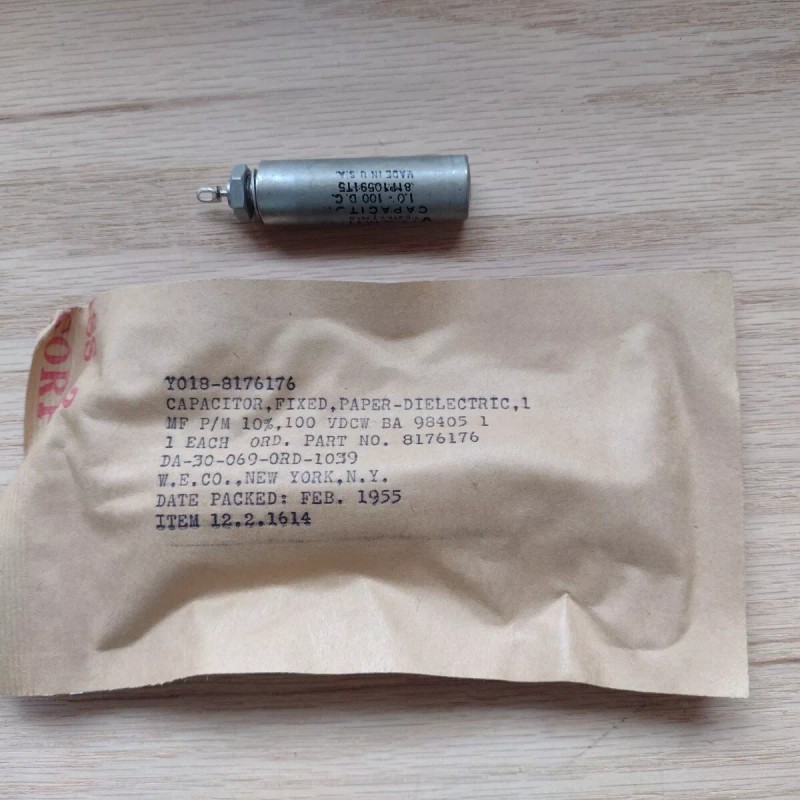 CAPACIT
1.0 - 100 D.C.
MADE IN U.S.A.
Y018-8176176
CAPACITOR,FIXED,PAPER-DIELECTRIC,1
MF P/M 10%,100 VDCW BA 98405 1
1 EACH ORD. PART NO. 8176176
DA-30-069-ORD-1039
W.E.CO.,NEW YORK,N.Y.
DATE PACKED: FEB. 1955
ITEM 12.2.1614